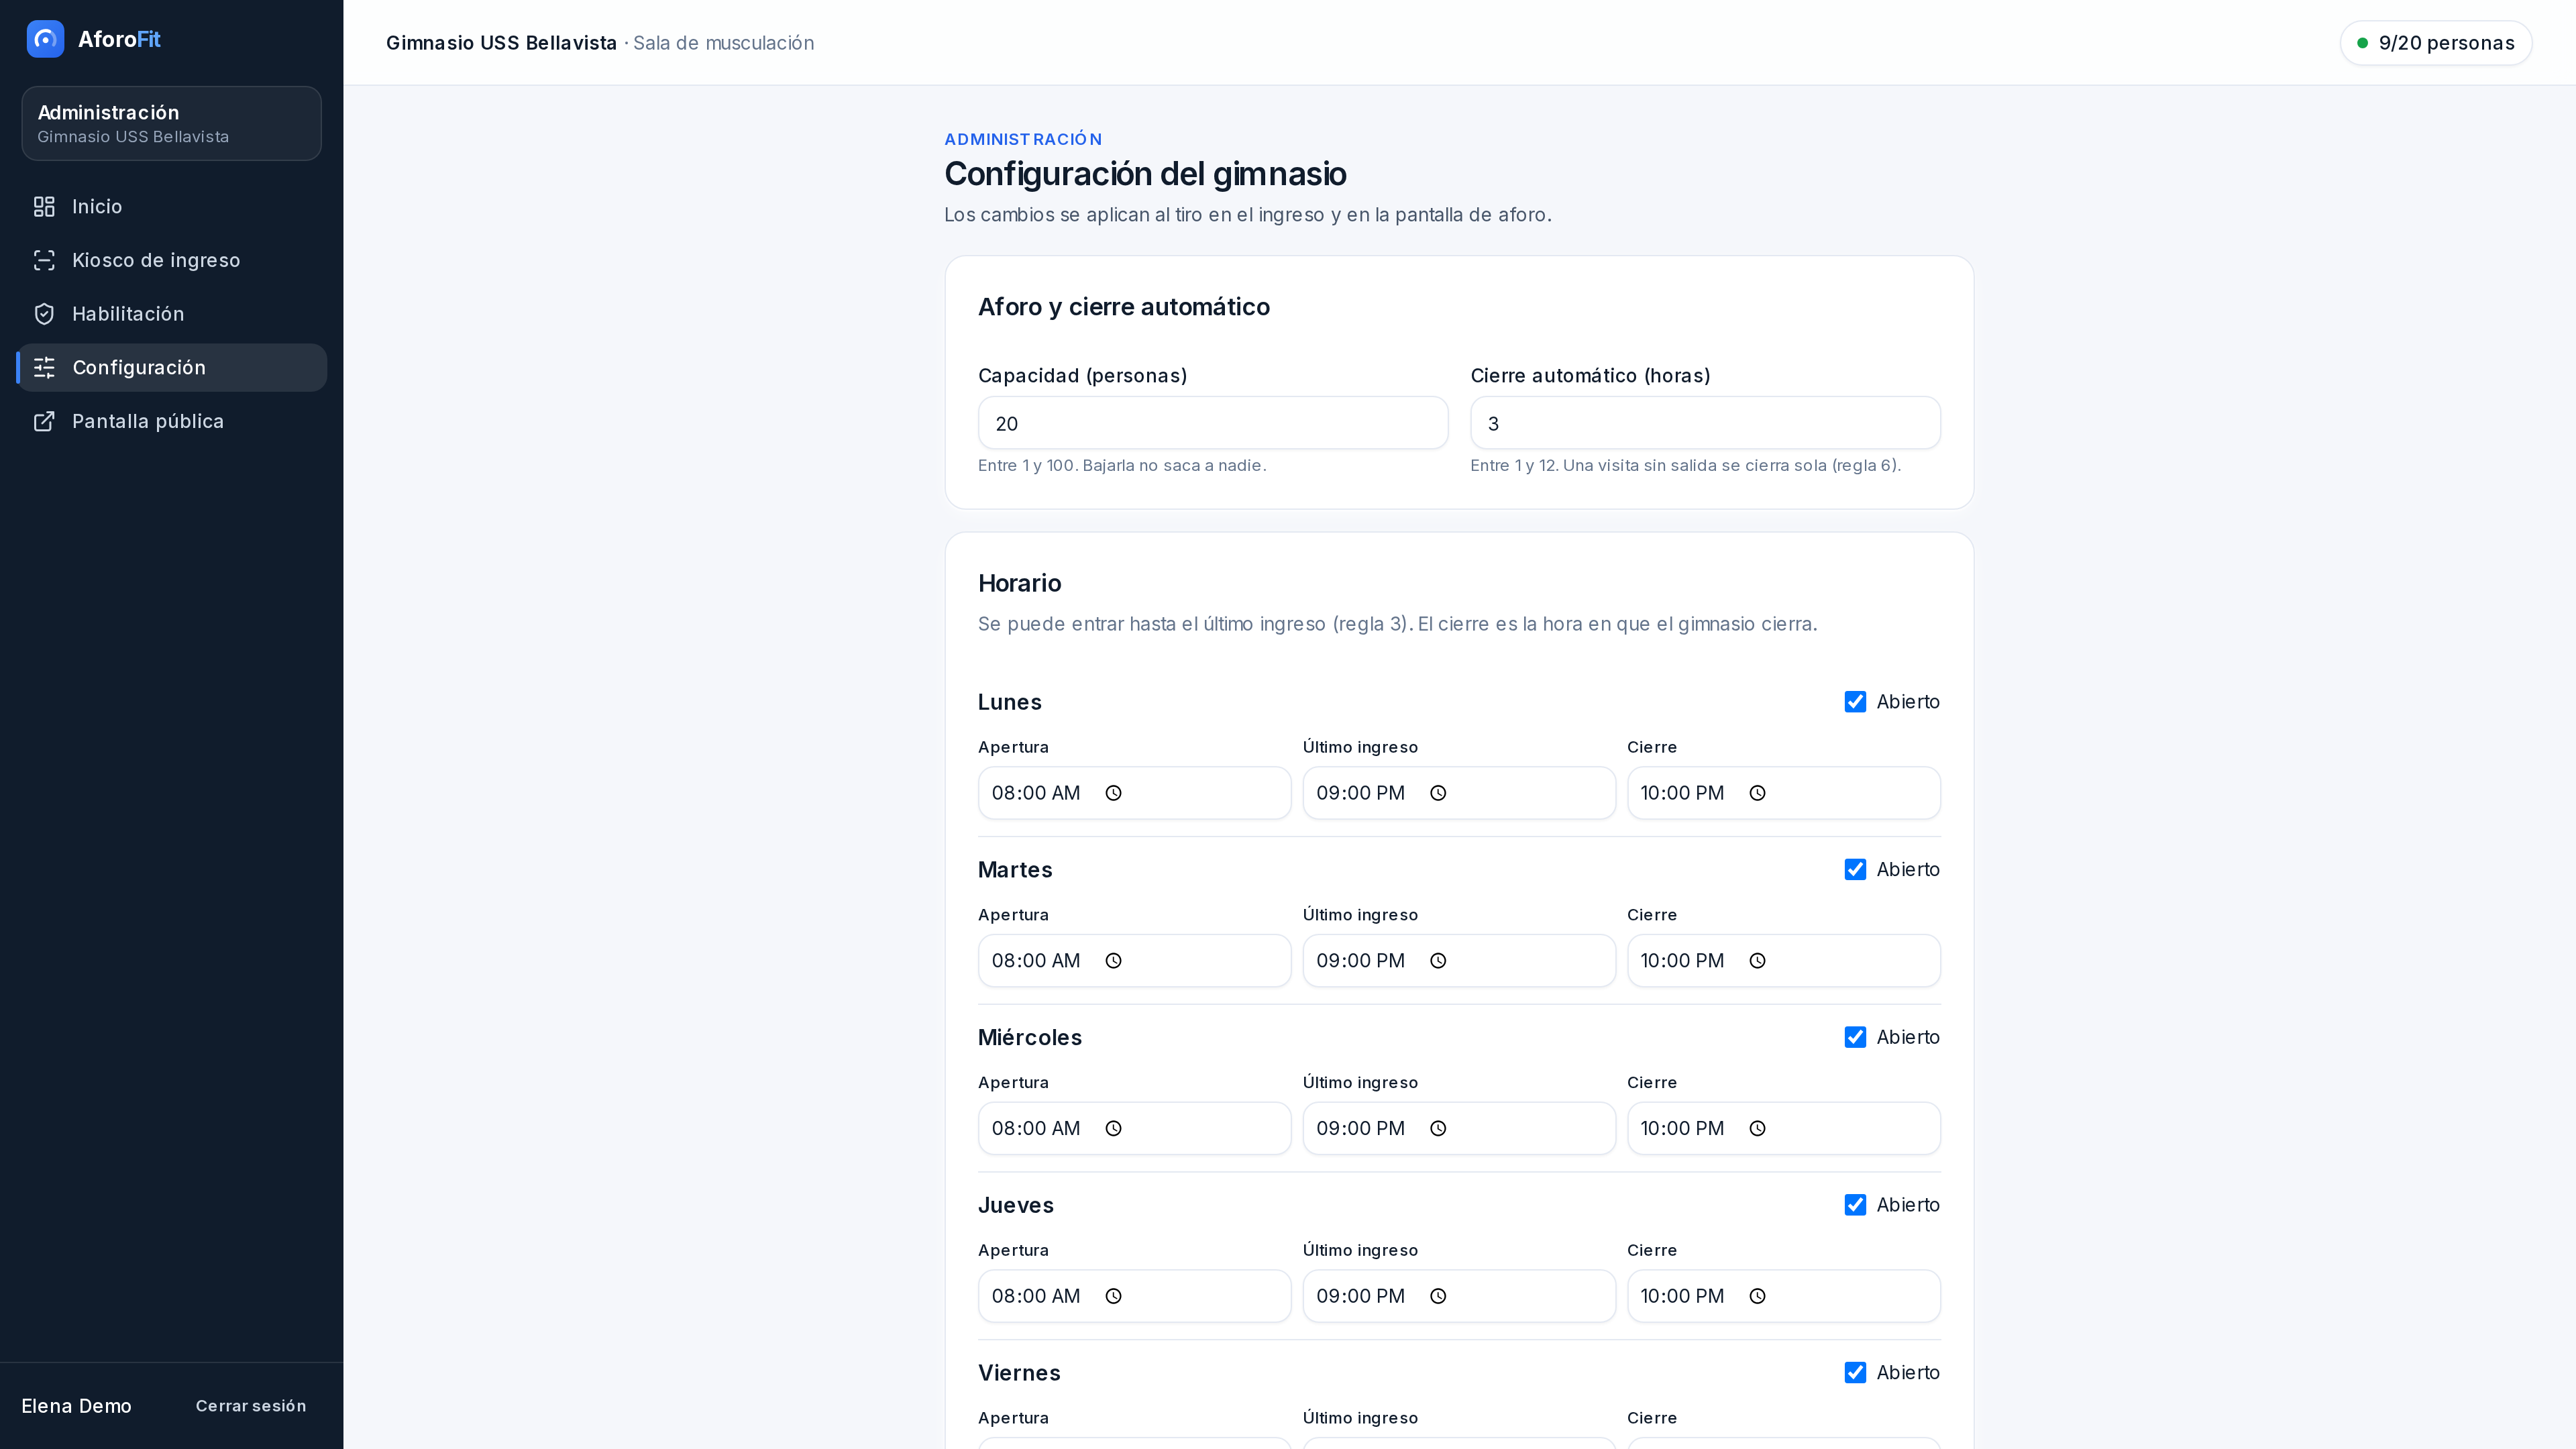 AforoFit
Administración
Gimnasio USS Bellavista
Inicio
Kiosco de ingreso
Habilitación
Configuración
Pantalla pública
Elena Demo
Cerrar sesión
Gimnasio USS Bellavista · Sala de musculación
9/20 personas
ADMINISTRACIÓN
Configuración del gimnasio
Los cambios se aplican al tiro en el ingreso y en la pantalla de aforo.
Aforo y cierre automático
Capacidad (personas)
Cierre automático (horas)
20
3
Entre 1 y 100. Bajarla no saca a nadie.
Entre 1 y 12. Una visita sin salida se cierra sola (regla 6).
Horario
Se puede entrar hasta el último ingreso (regla 3). El cierre es la hora en que el gimnasio cierra.
Lunes
Abierto
Apertura
Último ingreso
Cierre
08:00 AM
09:00 PM
10:00 PM
Martes
Abierto
Apertura
Último ingreso
Cierre
08:00 AM
09:00 PM
10:00 PM
Miércoles
Abierto
Apertura
Último ingreso
Cierre
08:00 AM
09:00 PM
10:00 PM
Jueves
Abierto
Apertura
Último ingreso
Cierre
08:00 AM
09:00 PM
10:00 PM
Viernes
Abierto
Apertura
Último ingreso
Cierre